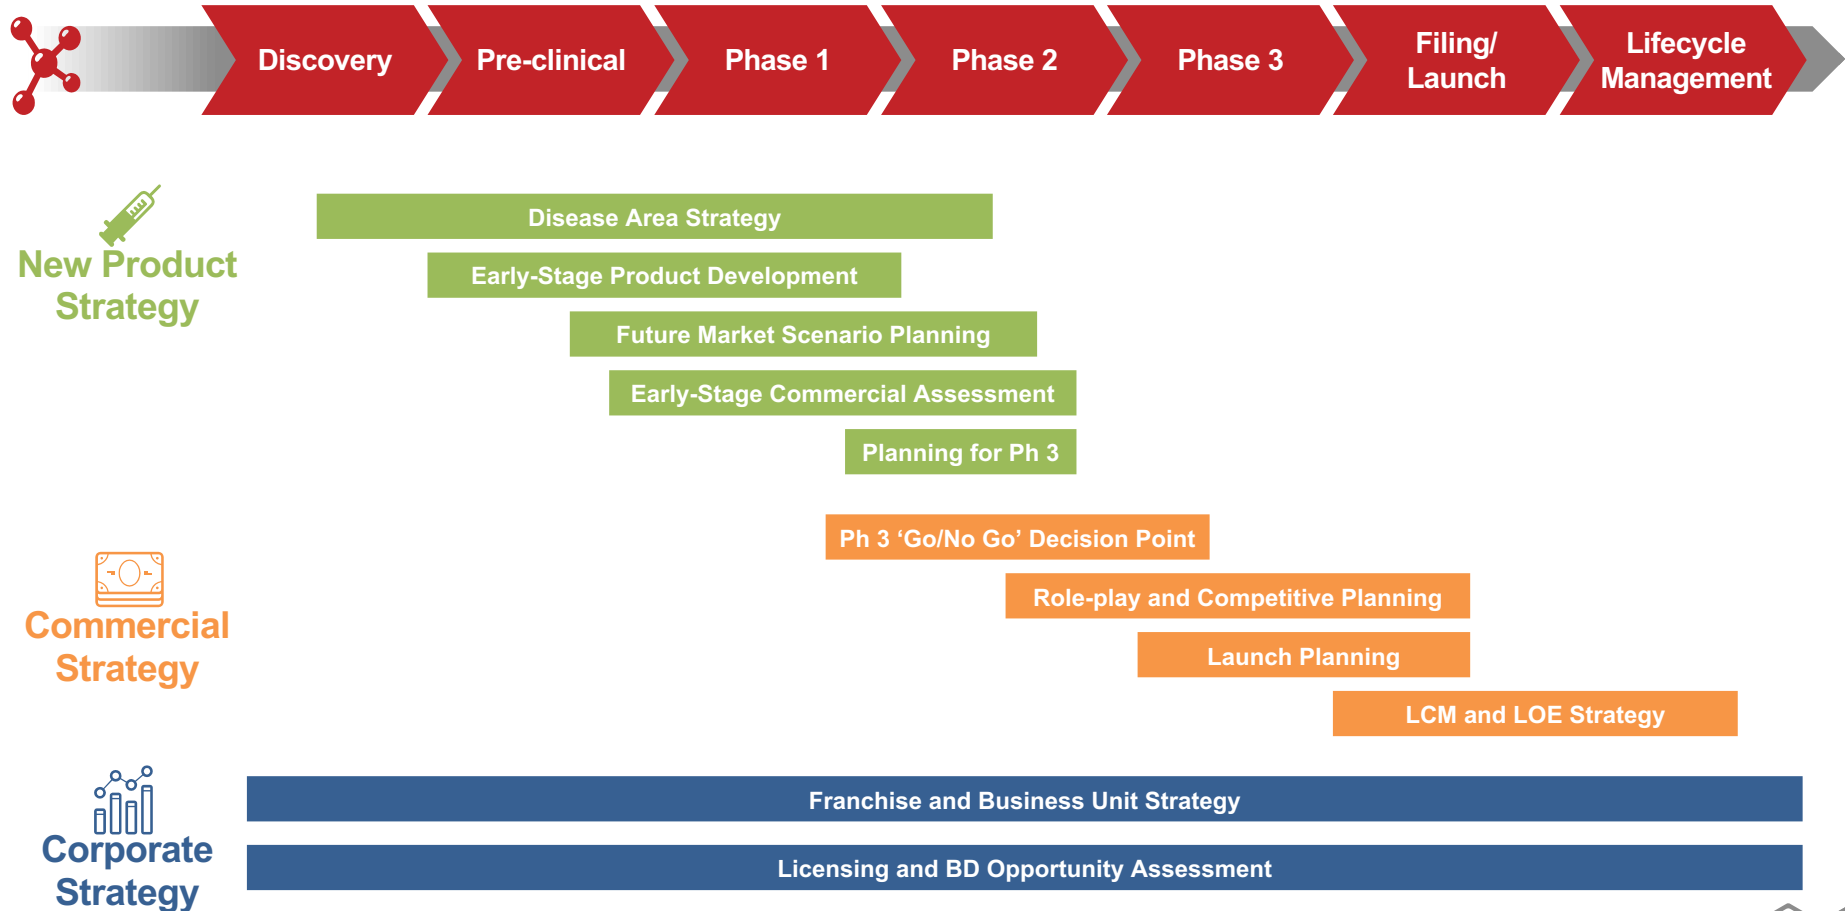 Discovery
Pre-clinical
Phase 1
Phase 2
Phase 3
Filing/
Launch
Lifecycle
Management
New Product
Strategy
Disease Area Strategy
Early-Stage Product Development
Future Market Scenario Planning
Early-Stage Commercial Assessment
Planning for Ph 3
Commercial
Strategy
Ph 3 ‘Go/No Go’ Decision Point
Role-play and Competitive Planning
Launch Planning
LCM and LOE Strategy
Corporate
Strategy
Franchise and Business Unit Strategy
Licensing and BD Opportunity Assessment